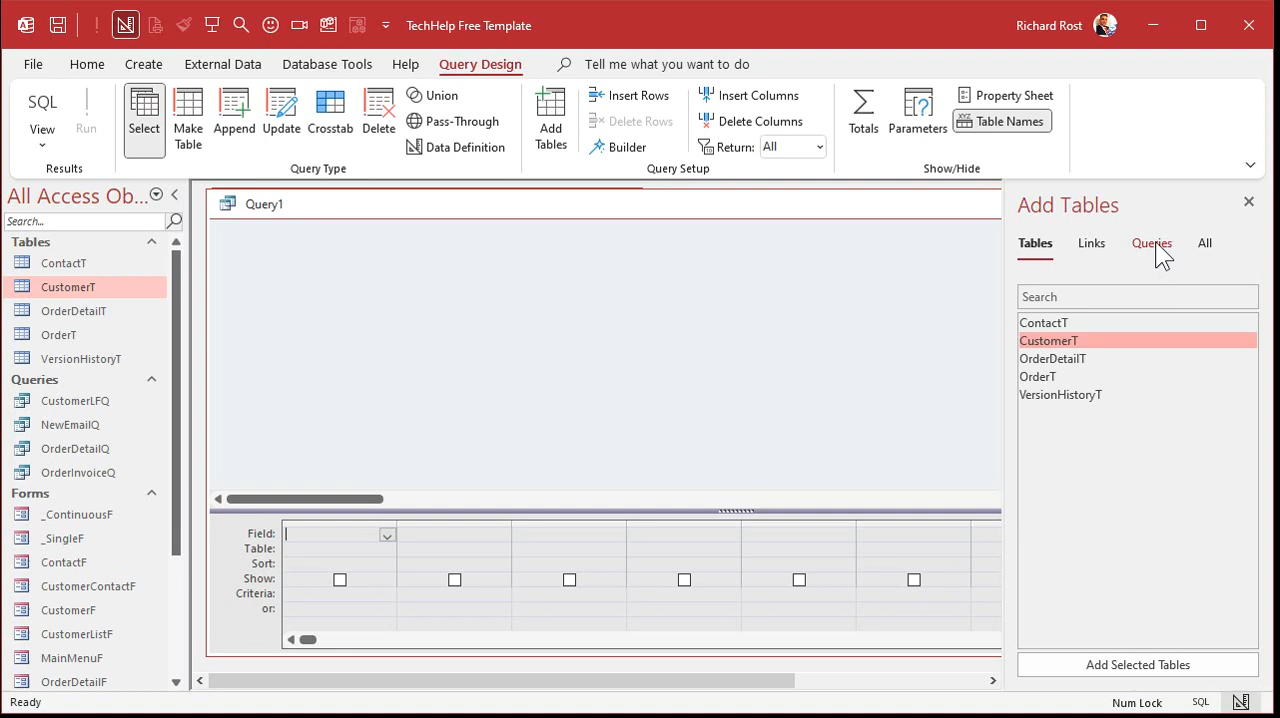 TechHelp Free Template
Richard Rost
File Home Create External Data Database Tools Help Query Design Tell me what you want to do
SQL
View
Run
Results
Select
Make
Table
Append
Update
Crosstab
Delete
Union
Pass-Through
Data Definition
Query Type
Add
Tables
Insert Rows
Delete Rows
Builder
Insert Columns
Delete Columns
Return: All
Query Setup
Totals
Parameters
Property Sheet
Table Names
Show/Hide
All Access Ob...
Search...
Tables
ContactT
CustomerT
OrderDetailT
OrderT
VersionHistoryT
Queries
CustomerLFQ
NewEmailQ
OrderDetailQ
OrderInvoiceQ
Forms
_ContinuousF
_SingleF
ContactF
CustomerContactF
CustomerF
CustomerListF
MainMenuF
OrderDetailF
Query1
Field:
Table:
Sort:
Show:
Criteria:
or:
Add Tables
Tables Links Queries All
Search
ContactT
CustomerT
OrderDetailT
OrderT
VersionHistoryT
Add Selected Tables
Ready
Num Lock SQL